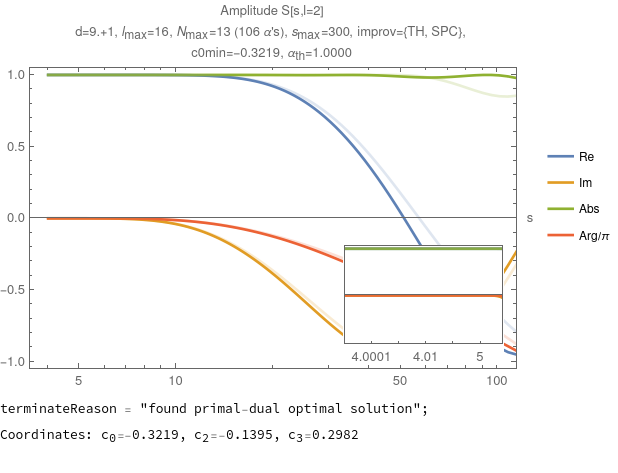 Amplitude S[s,l=2]
d=9.+1, lmax=16, Nmax=13 (106 α's), smax=300, improv={TH, SPC},
c0min=-0.3219, αth=1.0000
1.0
0.5
0.0
-0.5
-1.0
s
Re
Im
Abs
Arg/π
4.0001 4.01 5
5 10 50 100
terminateReason = "found primal-dual optimal solution";
Coordinates: c0=-0.3219, c2=-0.1395, c3=0.2982